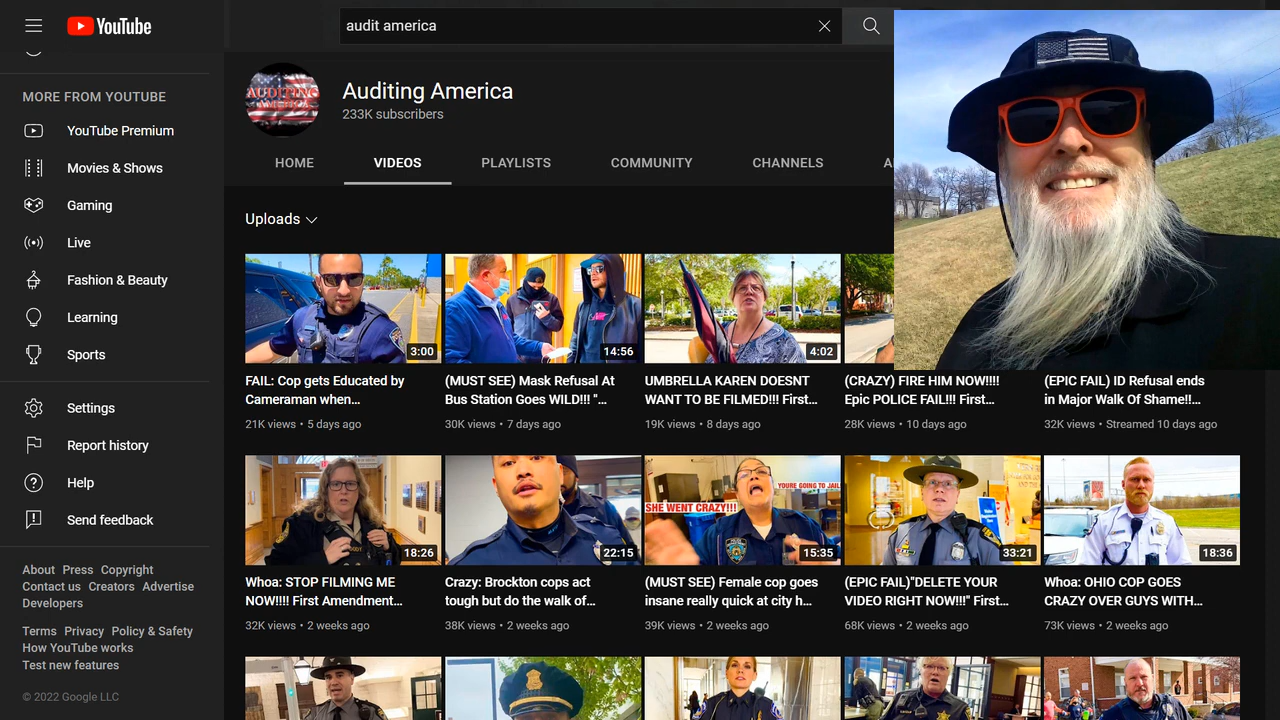 YouTube
audit america
MORE FROM YOUTUBE
YouTube Premium
Movies & Shows
Gaming
Live
Fashion & Beauty
Learning
Sports
Settings
Report history
Help
Send feedback
About Press Copyright
Contact us Creators Advertise
Developers
Terms Privacy Policy & Safety
How YouTube works
Test new features
© 2022 Google LLC
AUDITING
AMERICA
Auditing America
233K subscribers
HOME VIDEOS PLAYLISTS COMMUNITY CHANNELS
Uploads
3:00
14:56
4:02
FAIL: Cop gets Educated by
Cameraman when...
21K views • 5 days ago
(MUST SEE) Mask Refusal At
Bus Station Goes WILD!!! "...
30K views • 7 days ago
UMBRELLA KAREN DOESNT
WANT TO BE FILMED!!! First...
19K views • 8 days ago
(CRAZY) FIRE HIM NOW!!!!
Epic POLICE FAIL!!! First...
28K views • 10 days ago
(EPIC FAIL) ID Refusal ends
in Major Walk Of Shame!!...
32K views • Streamed 10 days ago
18:26
22:15
SHE WENT CRAZY!!!
YOURE GOING TO JAIL
15:35
33:21
18:36
Whoa: STOP FILMING ME
NOW!!!! First Amendment...
32K views • 2 weeks ago
Crazy: Brockton cops act
tough but do the walk of...
38K views • 2 weeks ago
(MUST SEE) Female cop goes
insane really quick at city h...
39K views • 2 weeks ago
(EPIC FAIL)"DELETE YOUR
VIDEO RIGHT NOW!!!" First...
68K views • 2 weeks ago
Whoa: OHIO COP GOES
CRAZY OVER GUYS WITH...
73K views • 2 weeks ago